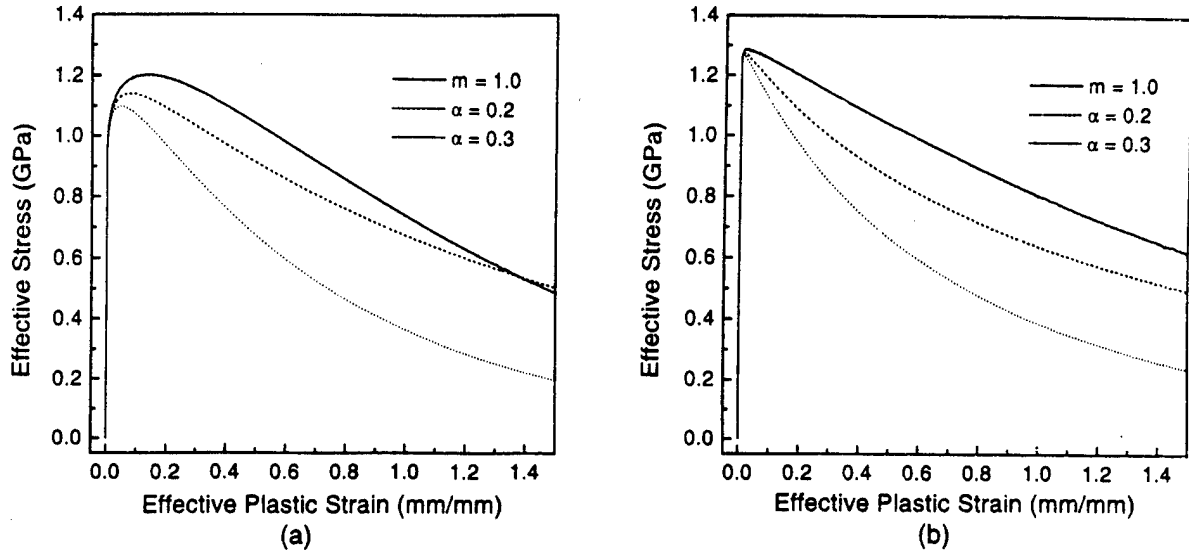 1.4
1.2
1.0
0.8
0.6
0.4
0.2
0.0
Effective Stress (GPa)
m = 1.0
α = 0.2
α = 0.3
0.0 0.2 0.4 0.6 0.8 1.0 1.2 1.4
Effective Plastic Strain (mm/mm)
(a)
1.4
1.2
1.0
0.8
0.6
0.4
0.2
0.0
Effective Stress (GPa)
m = 1.0
α = 0.2
α = 0.3
0.0 0.2 0.4 0.6 0.8 1.0 1.2 1.4
Effective Plastic Strain (mm/mm)
(b)